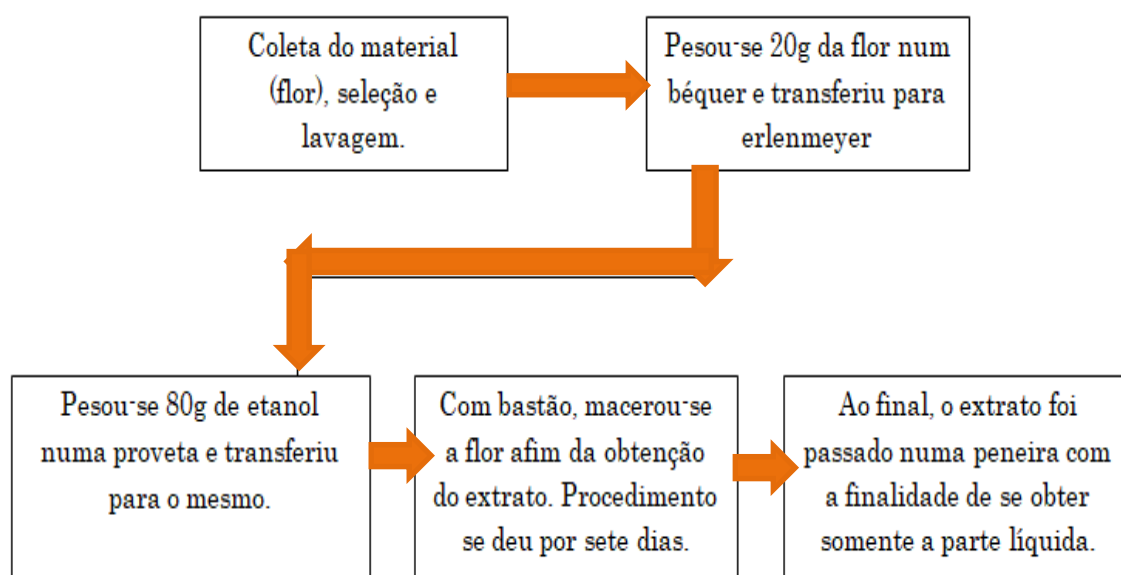 Coleta do material
(flor), seleção e
lavagem.
Pesou-se 20g da flor num
béquer e transferiu para
erlenmeyer
Pesou-se 80g de etanol
numa proveta e transferiu
para o mesmo.
Com bastão, macerou-se
a flor afim da obtenção
do extrato. Procedimento
se deu por sete dias.
Ao final, o extrato foi
passado numa peneira com
a finalidade de se obter
somente a parte líquida.